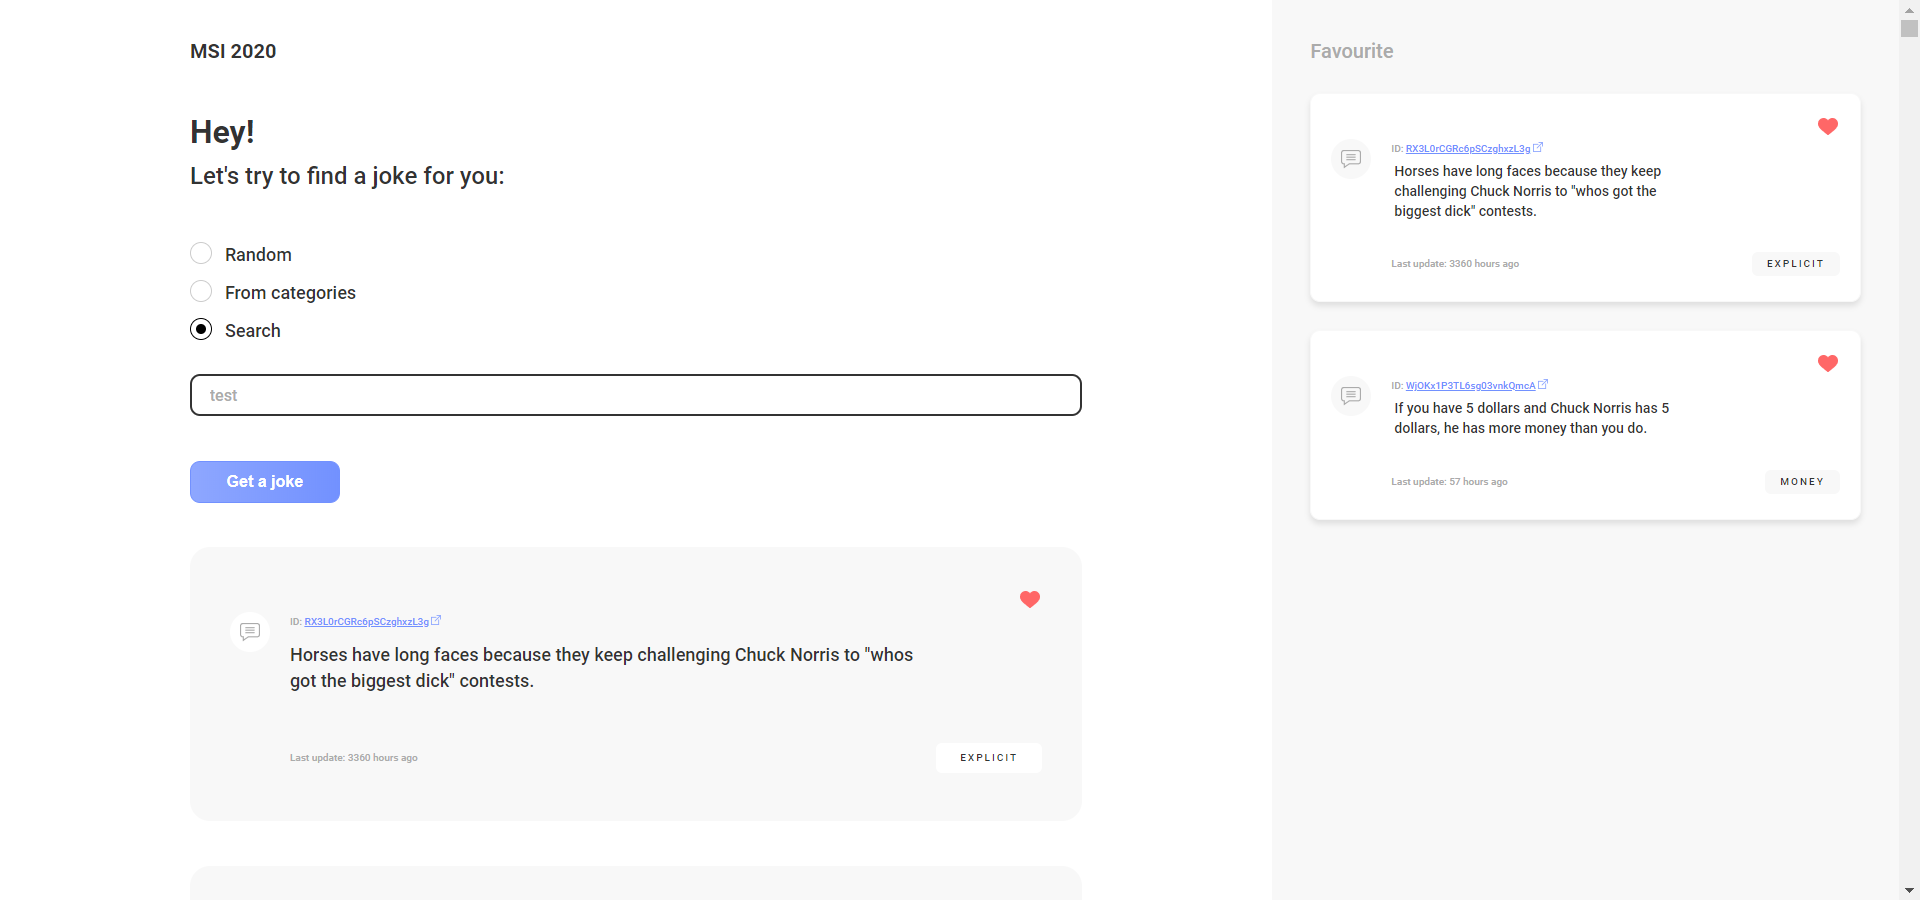 MSI 2020
Hey!
Let's try to find a joke for you:
Random
From categories
Search
test
Get a joke
ID: RX3L0rCGRc6pSCzghxzL3g
Horses have long faces because they keep challenging Chuck Norris to "whos
got the biggest dick" contests.
Last update: 3360 hours ago
EXPLICIT
Favourite
ID: RX3L0rCGRc6pSCzghxzL3g
Horses have long faces because they keep
challenging Chuck Norris to "whos got the
biggest dick" contests.
Last update: 3360 hours ago
EXPLICIT
ID: WjOKx1P3TL6sg03vnkQmcA
If you have 5 dollars and Chuck Norris has 5
dollars, he has more money than you do.
Last update: 57 hours ago
MONEY